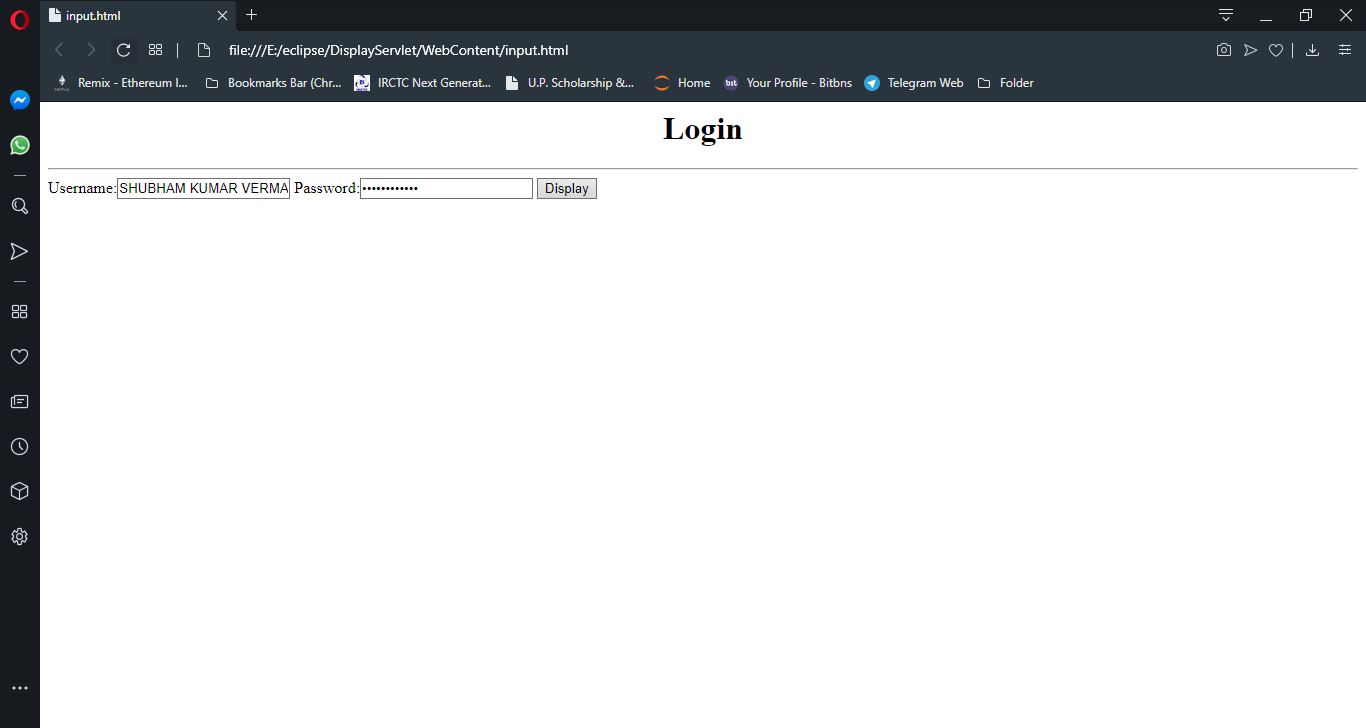 input.html
file:///E:/eclipse/DisplayServlet/WebContent/input.html
Remix - Ethereum I... Bookmarks Bar (Chr... IRCTC Next Generat... U.P. Scholarship &... Home bit Your Profile - Bitbns Telegram Web Folder
Login
Username: SHUBHAM KUMAR VERMA Password: •••••••••••• Display